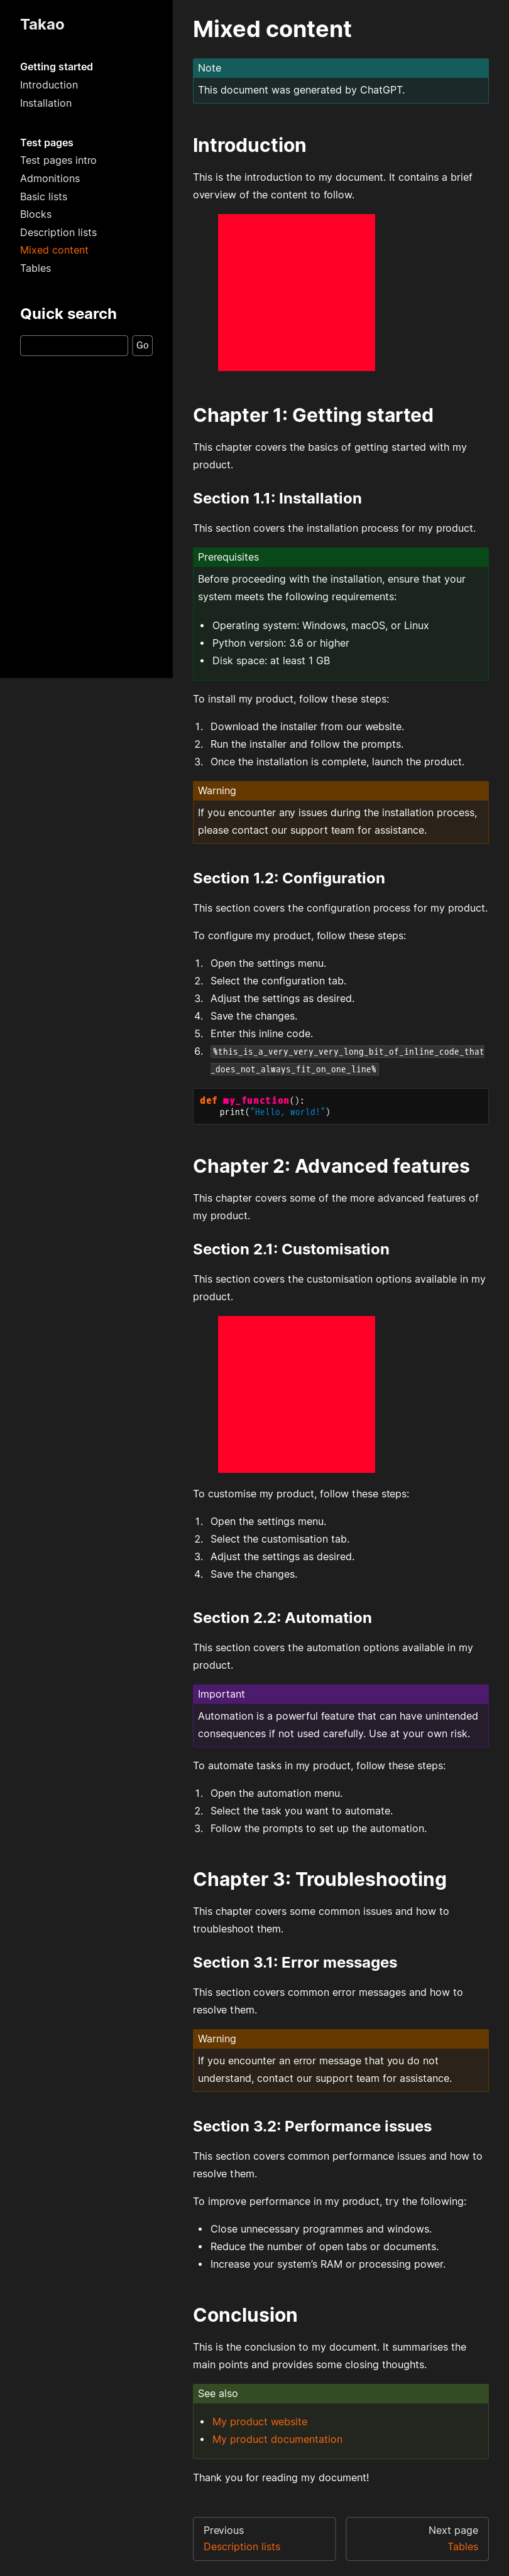 Takao
Getting started
Introduction
Installation
Test pages
Test pages intro
Admonitions
Basic lists
Blocks
Description lists
Mixed content
Tables
Quick search
Go
Mixed content
Note
This document was generated by ChatGPT.
Introduction
This is the introduction to my document. It contains a brief
overview of the content to follow.
Chapter 1: Getting started
This chapter covers the basics of getting started with my
product.
Section 1.1: Installation
This section covers the installation process for my product.
Prerequisites
Before proceeding with the installation, ensure that your
system meets the following requirements:
• Operating system: Windows, macOS, or Linux
• Python version: 3.6 or higher
• Disk space: at least 1 GB
To install my product, follow these steps:
1. Download the installer from our website.
2. Run the installer and follow the prompts.
3. Once the installation is complete, launch the product.
Warning
If you encounter any issues during the installation process,
please contact our support team for assistance.
Section 1.2: Configuration
This section covers the configuration process for my product.
To configure my product, follow these steps:
1. Open the settings menu.
2. Select the configuration tab.
3. Adjust the settings as desired.
4. Save the changes.
5. Enter this inline code.
6. %this_is_a_very_very_very_long_bit_of_inline_code_that
_does_not_always_fit_on_one_line%
def my_function():
    print("Hello, world!")
Chapter 2: Advanced features
This chapter covers some of the more advanced features of
my product.
Section 2.1: Customisation
This section covers the customisation options available in my
product.
To customise my product, follow these steps:
1. Open the settings menu.
2. Select the customisation tab.
3. Adjust the settings as desired.
4. Save the changes.
Section 2.2: Automation
This section covers the automation options available in my
product.
Important
Automation is a powerful feature that can have unintended
consequences if not used carefully. Use at your own risk.
To automate tasks in my product, follow these steps:
1. Open the automation menu.
2. Select the task you want to automate.
3. Follow the prompts to set up the automation.
Chapter 3: Troubleshooting
This chapter covers some common issues and how to
troubleshoot them.
Section 3.1: Error messages
This section covers common error messages and how to
resolve them.
Warning
If you encounter an error message that you do not
understand, contact our support team for assistance.
Section 3.2: Performance issues
This section covers common performance issues and how to
resolve them.
To improve performance in my product, try the following:
• Close unnecessary programmes and windows.
• Reduce the number of open tabs or documents.
• Increase your system’s RAM or processing power.
Conclusion
This is the conclusion to my document. It summarises the
main points and provides some closing thoughts.
See also
• My product website
• My product documentation
Thank you for reading my document!
Previous
Description lists
Next page
Tables